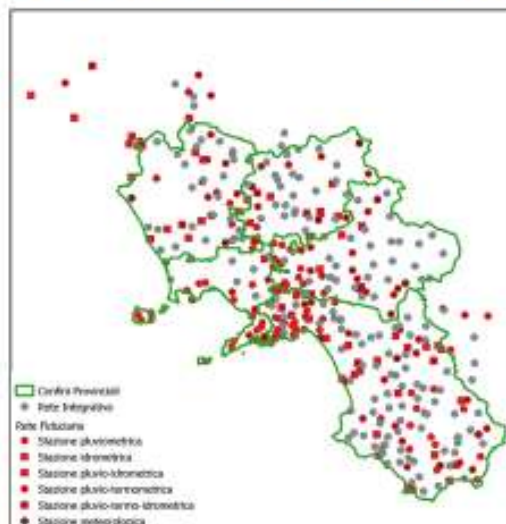 Confini Provinciali
Rete Integrativa
Rete Fiduciaria
Stazione pluviometrica
Stazione idrometrica
Stazione pluvio-idrometrica
Stazione pluvio-termometrica
Stazione pluvio-termo-idrometrica
Stazione meteorologica